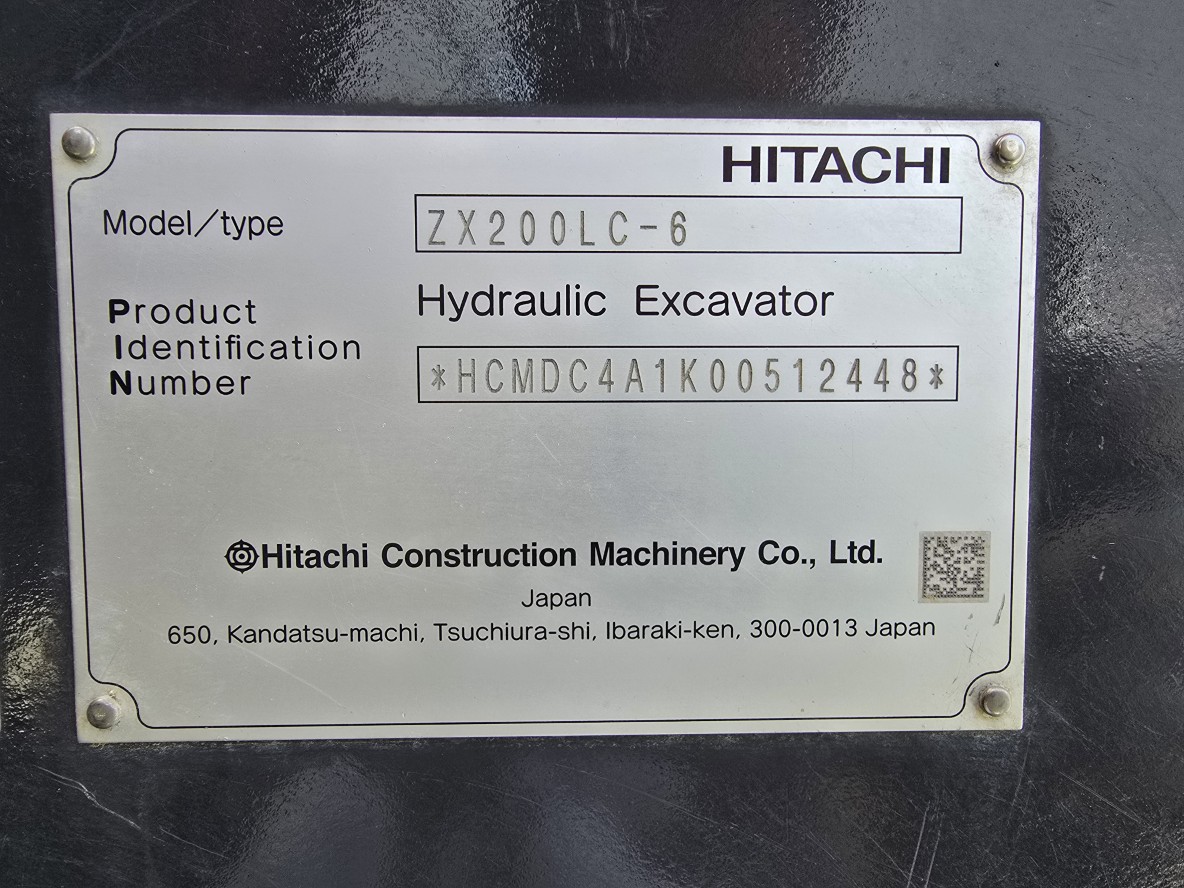 HITACHI
Model/type ZX200LC-6
Hydraulic Excavator
Product
Identification
Number
*HCMDC4A1K00512448*
Hitachi Construction Machinery Co., Ltd.
Japan
650, Kandatsu-machi, Tsuchiura-shi, Ibaraki-ken, 300-0013 Japan